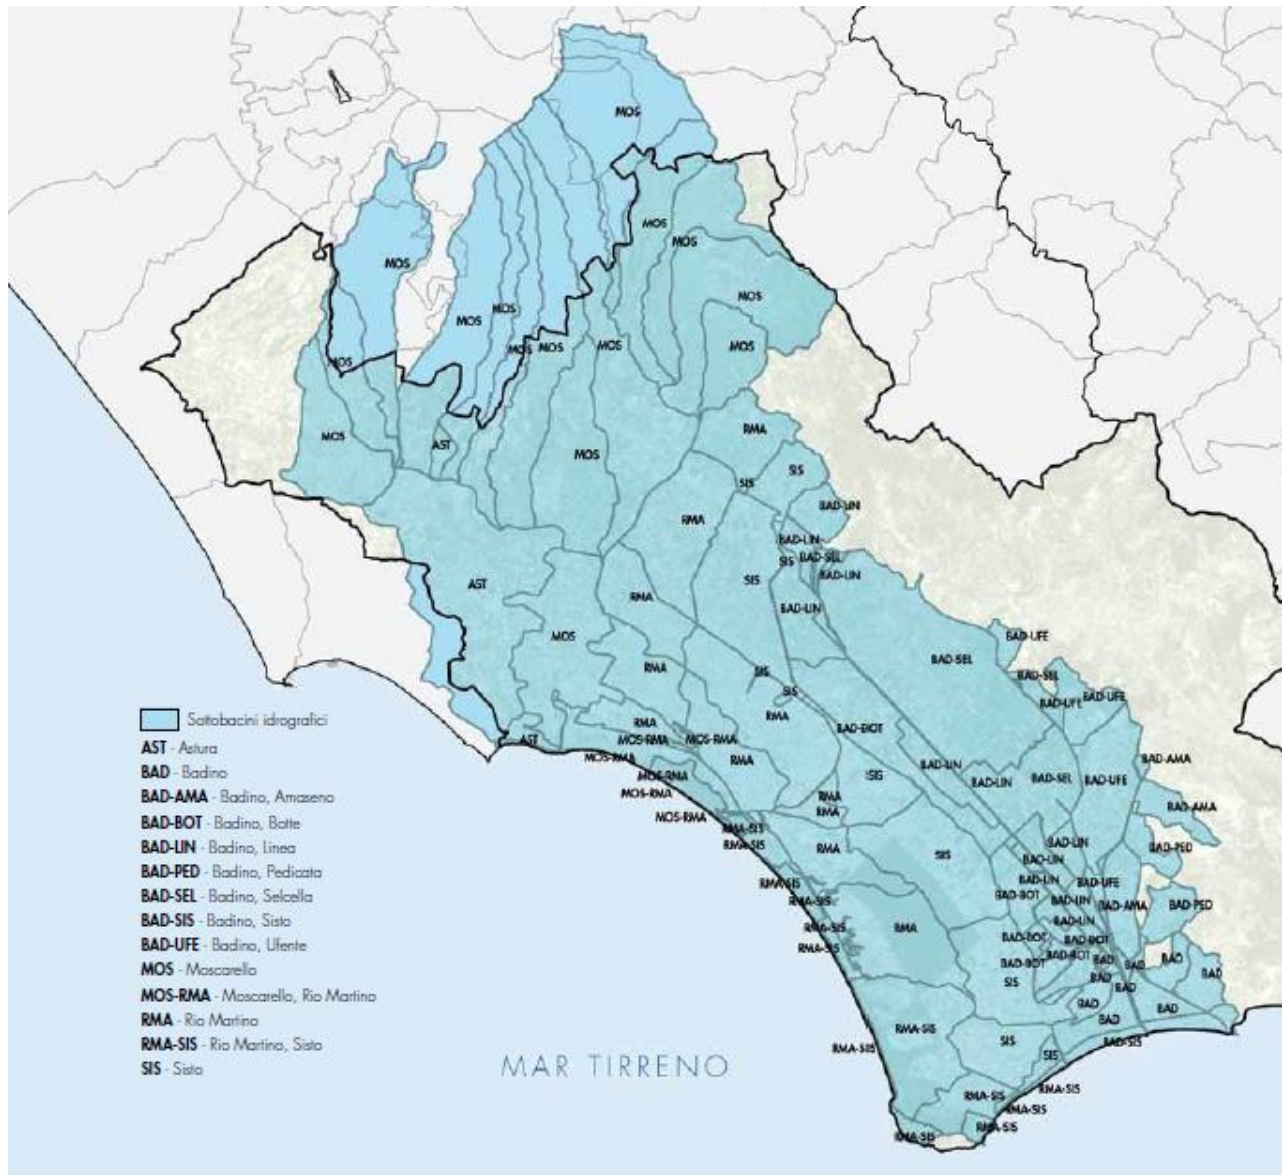 MOS
MOS
MOS
MOS
MOS
MOS
MOS
MOS
MOS
MOS
MOS
MOS
MOS
MOS
AST
RMA
MOS
SIS
SIS
BAD-LIN
RMA
BAD-LIN
BAD-SEL
SIS
BAD-LIN
SIS
AST
RMA
BAD-LIN
MOS
BAD-UFE
BAD-SEL
RMA
SIS
BAD-SEL
SIS
BAD-UFE
BAD-UFE
RMA
RMA
BAD-BOT
AST
MOS-RMA
MOS-RMA
MOS-RMA
RMA
BAD-LIN
BAD-AMA
MOS-RMA
SIS
BAD-LIN
BAD-SEL
BAD-UFE
MOS-RMA
RMA
RMA
BAD-AMA
MOS-RMA
RMA-SIS
RMA-SIS
RMA
BAD-LIN
BAD-PED
SIS
BAD-LIN
RMA-SIS
BAD-LIN
BAD-UFE
BAD-BOT
RMA-SIS
BAD-LIN
BAD-AMA
BAD-PED
BAD-LIN
RMA-SIS
RMA
BAD-BOT
BAD-BOT
RMA-SIS
BAD-BOT
BAD-BOT
BAD
BAD
BAD
BAD
SIS
BAD
BAD
BAD
BAD
BAD
RMA-SIS
SIS
BAD-SIS
RMA-SIS
SIS
RMA-SIS
RMA-SIS
RMA-SIS
RMA-SIS
RMA-SIS
Sottobacini idrografici
AST - Astura
BAD - Badino
BAD-AMA - Badino, Amaseno
BAD-BOT - Badino, Botte
BAD-LIN - Badino, Linea
BAD-PED - Badino, Pedicata
BAD-SEL - Badino, Selcella
BAD-SIS - Badino, Sisto
BAD-UFE - Badino, Ufente
MOS - Moscarello
MOS-RMA - Moscarello, Rio Martino
RMA - Rio Martino
RMA-SIS - Rio Martino, Sisto
SIS - Sisto
MAR TIRRENO